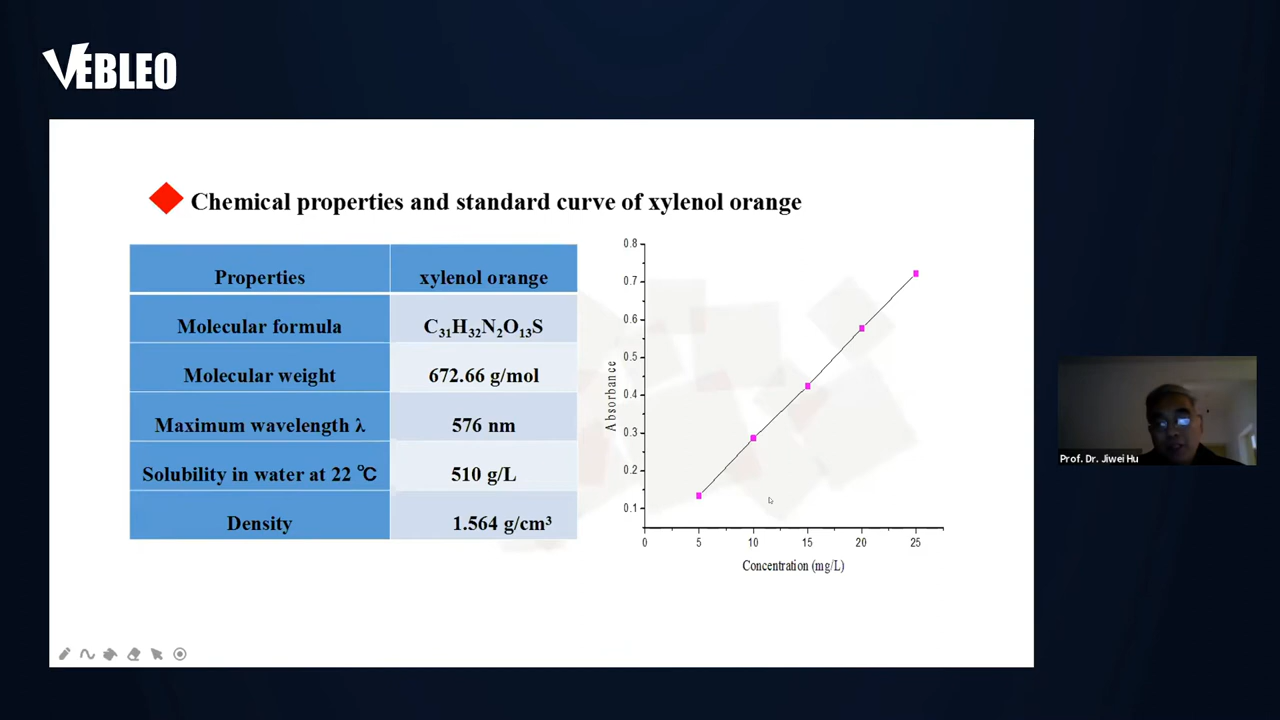 VEBLEO
Chemical properties and standard curve of xylenol orange
Properties xylenol orange
Molecular formula C₃₁H₃₂N₂O₁₃S
Molecular weight 672.66 g/mol
Maximum wavelength λ 576 nm
Solubility in water at 22 ℃ 510 g/L
Density 1.564 g/cm³
0.8
0.7
0.6
0.5
0.4
0.3
0.2
0.1
Absorbance
0 5 10 15 20 25
Concentration (mg/L)
Prof. Dr. Jiwei Hu